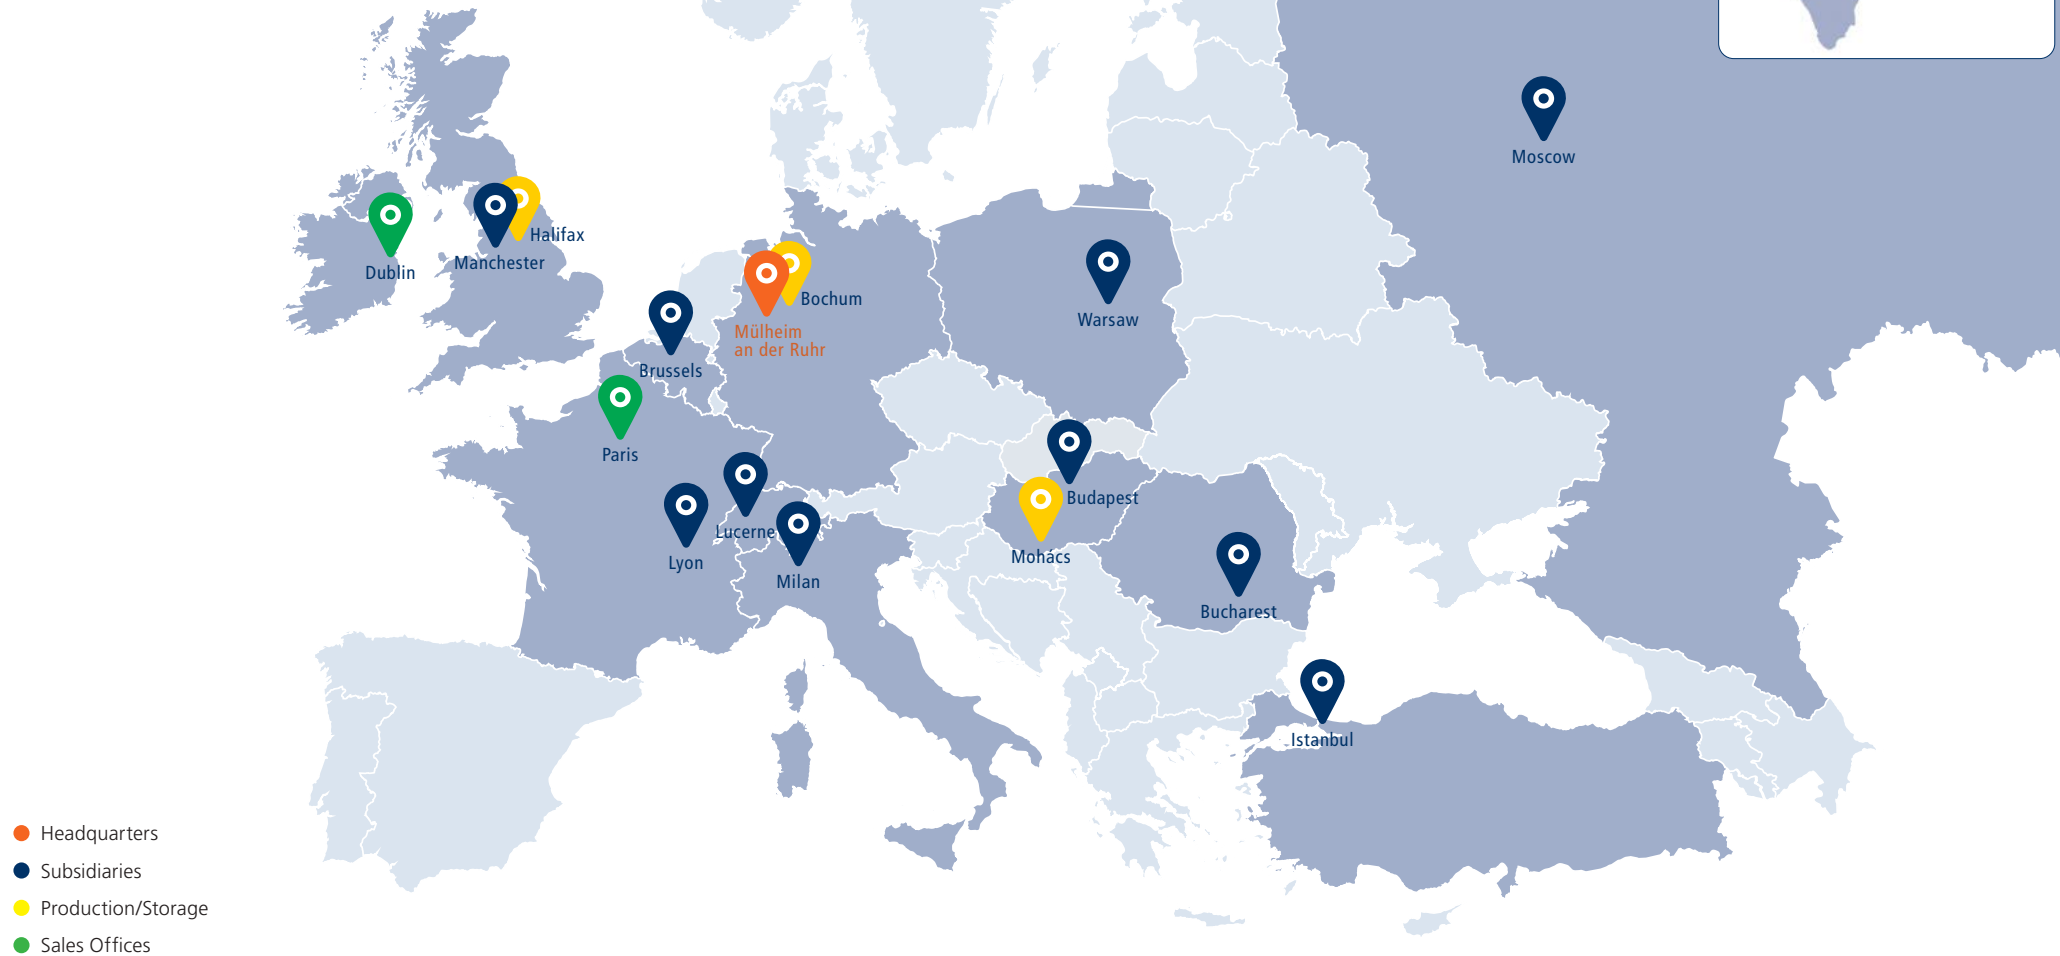 Moscow
Halifax
Manchester
Dublin
Bochum
Warsaw
Mülheim
an der Ruhr
Brussels
Paris
Budapest
Lucerne
Lyon
Mohács
Milan
Bucharest
Istanbul
Headquarters
Subsidiaries
Production/Storage
Sales Offices